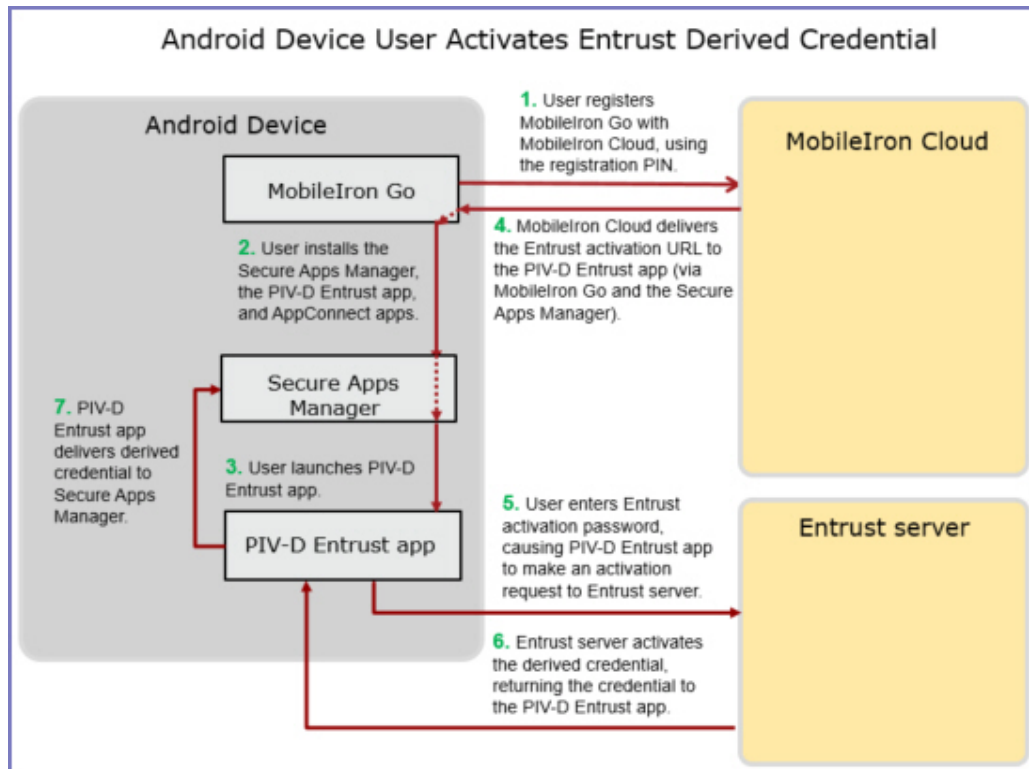 Android Device User Activates Entrust Derived Credential
Android Device
MobileIron Go
1. User registers
MobileIron Go with
MobileIron Cloud, using
the registration PIN.
MobileIron Cloud
2. User installs the
Secure Apps Manager,
the PIV-D Entrust app,
and AppConnect apps.
4. MobileIron Cloud delivers
the Entrust activation URL to
the PIV-D Entrust app (via
MobileIron Go and the Secure
Apps Manager).
Secure Apps
Manager
7. PIV-D
Entrust app
delivers derived
credential to
Secure Apps
Manager.
3. User launches PIV-D
Entrust app.
PIV-D Entrust app
5. User enters Entrust
activation password,
causing PIV-D Entrust app
to make an activation
request to Entrust server.
Entrust server
6. Entrust server activates
the derived credential,
returning the credential to
the PIV-D Entrust app.